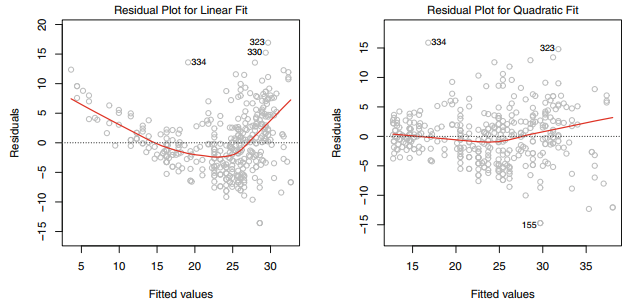 Residual Plot for Linear Fit
Residuals
20
15
10
5
0
−5
−10
−15
323
330
334
5 10 15 20 25 30
Fitted values
Residual Plot for Quadratic Fit
Residuals
15
10
5
0
−5
−10
−15
334
323
155
15 20 25 30 35
Fitted values